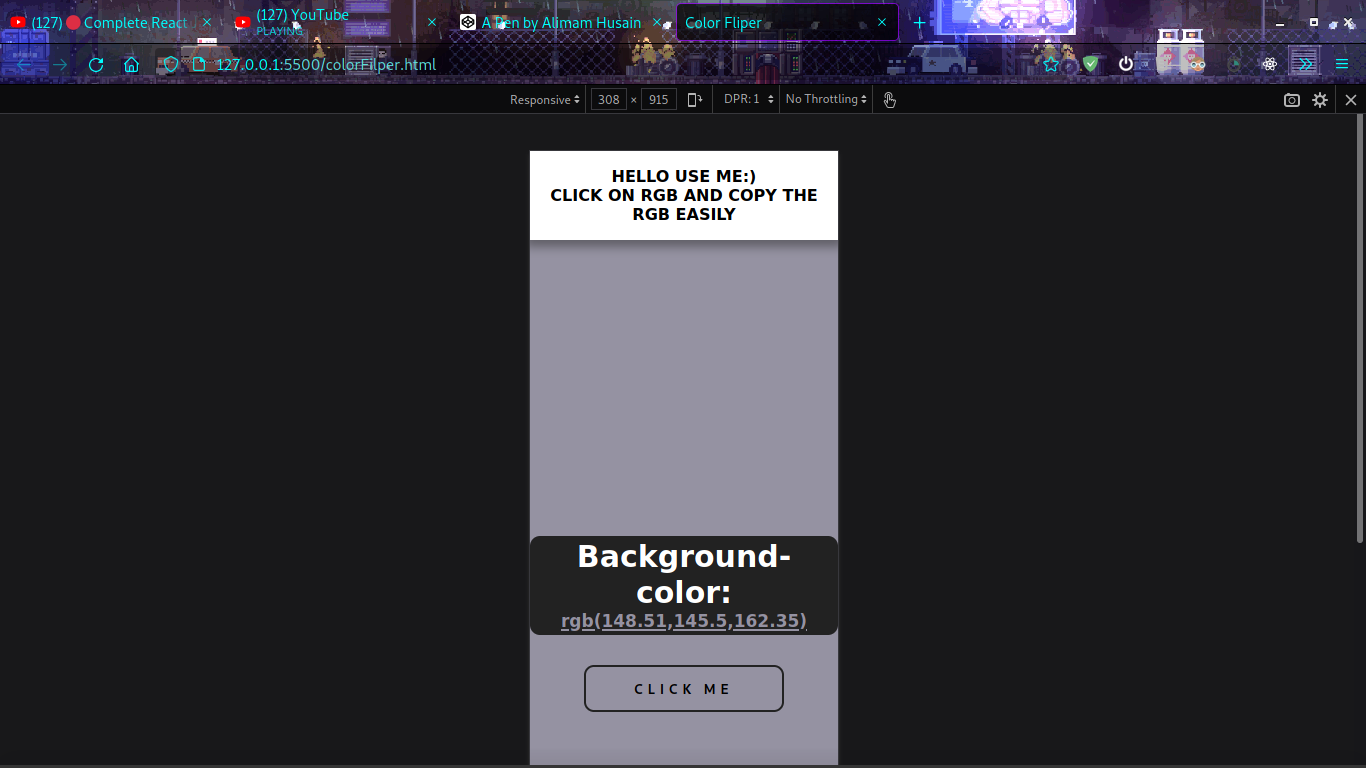 (127) 🔴 Complete React
(127) YouTube
PLAYING
A Pen by Alimam Husain
Color Fliper
127.0.0.1:5500/colorFilper.html
Responsive 308 × 915 DPR: 1 No Throttling
HELLO USE ME:)
CLICK ON RGB AND COPY THE
RGB EASILY
Background-
color:
rgb(148.51,145.5,162.35)
CLICK ME